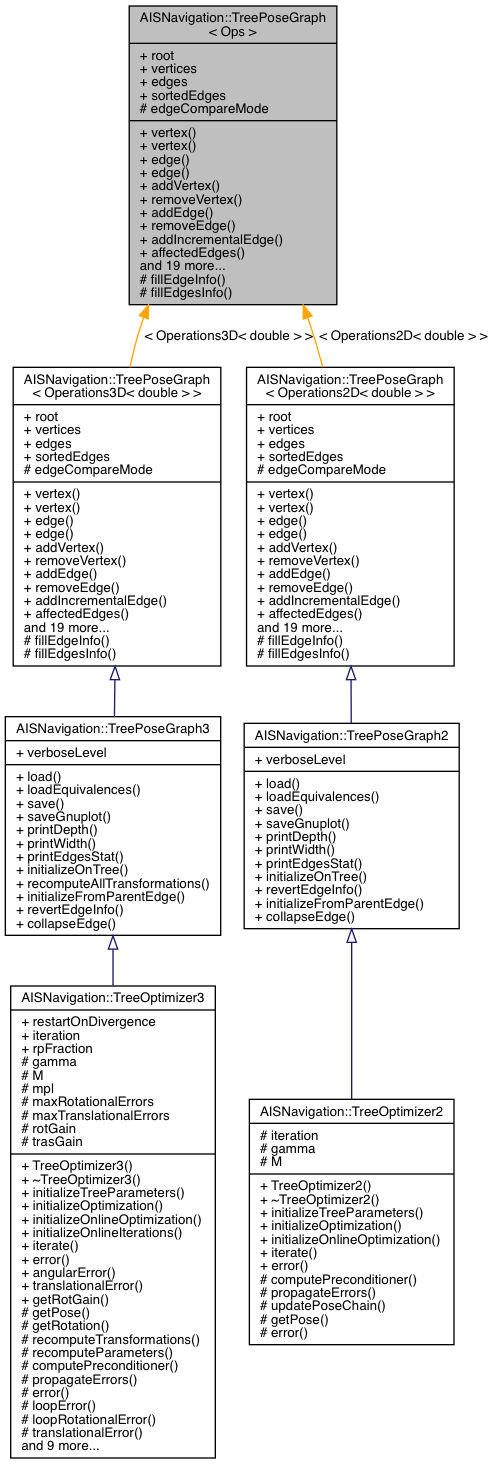 AISNavigation::TreePoseGraph
< Ops >
+ root
+ vertices
+ edges
+ sortedEdges
# edgeCompareMode
+ vertex()
+ vertex()
+ edge()
+ edge()
+ addVertex()
+ removeVertex()
+ addEdge()
+ removeEdge()
+ addIncrementalEdge()
+ affectedEdges()
and 19 more...
# fillEdgeInfo()
# fillEdgesInfo()
< Operations3D< double > >
< Operations2D< double > >
AISNavigation::TreePoseGraph
< Operations3D< double > >
+ root
+ vertices
+ edges
+ sortedEdges
# edgeCompareMode
+ vertex()
+ vertex()
+ edge()
+ edge()
+ addVertex()
+ removeVertex()
+ addEdge()
+ removeEdge()
+ addIncrementalEdge()
+ affectedEdges()
and 19 more...
# fillEdgeInfo()
# fillEdgesInfo()
AISNavigation::TreePoseGraph
< Operations2D< double > >
+ root
+ vertices
+ edges
+ sortedEdges
# edgeCompareMode
+ vertex()
+ vertex()
+ edge()
+ edge()
+ addVertex()
+ removeVertex()
+ addEdge()
+ removeEdge()
+ addIncrementalEdge()
+ affectedEdges()
and 19 more...
# fillEdgeInfo()
# fillEdgesInfo()
AISNavigation::TreePoseGraph3
+ verboseLevel
+ load()
+ loadEquivalences()
+ save()
+ saveGnuplot()
+ printDepth()
+ printWidth()
+ printEdgesStat()
+ initializeOnTree()
+ recomputeAllTransformations()
+ initializeFromParentEdge()
+ revertEdgeInfo()
+ collapseEdge()
AISNavigation::TreePoseGraph2
+ verboseLevel
+ load()
+ loadEquivalences()
+ save()
+ saveGnuplot()
+ printDepth()
+ printWidth()
+ printEdgesStat()
+ initializeOnTree()
+ revertEdgeInfo()
+ initializeFromParentEdge()
+ collapseEdge()
AISNavigation::TreeOptimizer3
+ restartOnDivergence
+ iteration
+ rpFraction
# gamma
# M
# mpl
# maxRotationalErrors
# maxTranslationalErrors
# rotGain
# trasGain
+ TreeOptimizer3()
+ ~TreeOptimizer3()
+ initializeTreeParameters()
+ initializeOptimization()
+ initializeOnlineOptimization()
+ initializeOnlineIterations()
+ iterate()
+ error()
+ angularError()
+ translationalError()
+ getRotGain()
# getPose()
# getRotation()
# recomputeTransformations()
# recomputeParameters()
# computePreconditioner()
# propagateErrors()
# error()
# loopError()
# loopRotationalError()
# translationalError()
and 9 more...
AISNavigation::TreeOptimizer2
# iteration
# gamma
# M
+ TreeOptimizer2()
+ ~TreeOptimizer2()
+ initializeTreeParameters()
+ initializeOptimization()
+ initializeOnlineOptimization()
+ iterate()
+ error()
# computePreconditioner()
# propagateErrors()
# updatePoseChain()
# getPose()
# error()